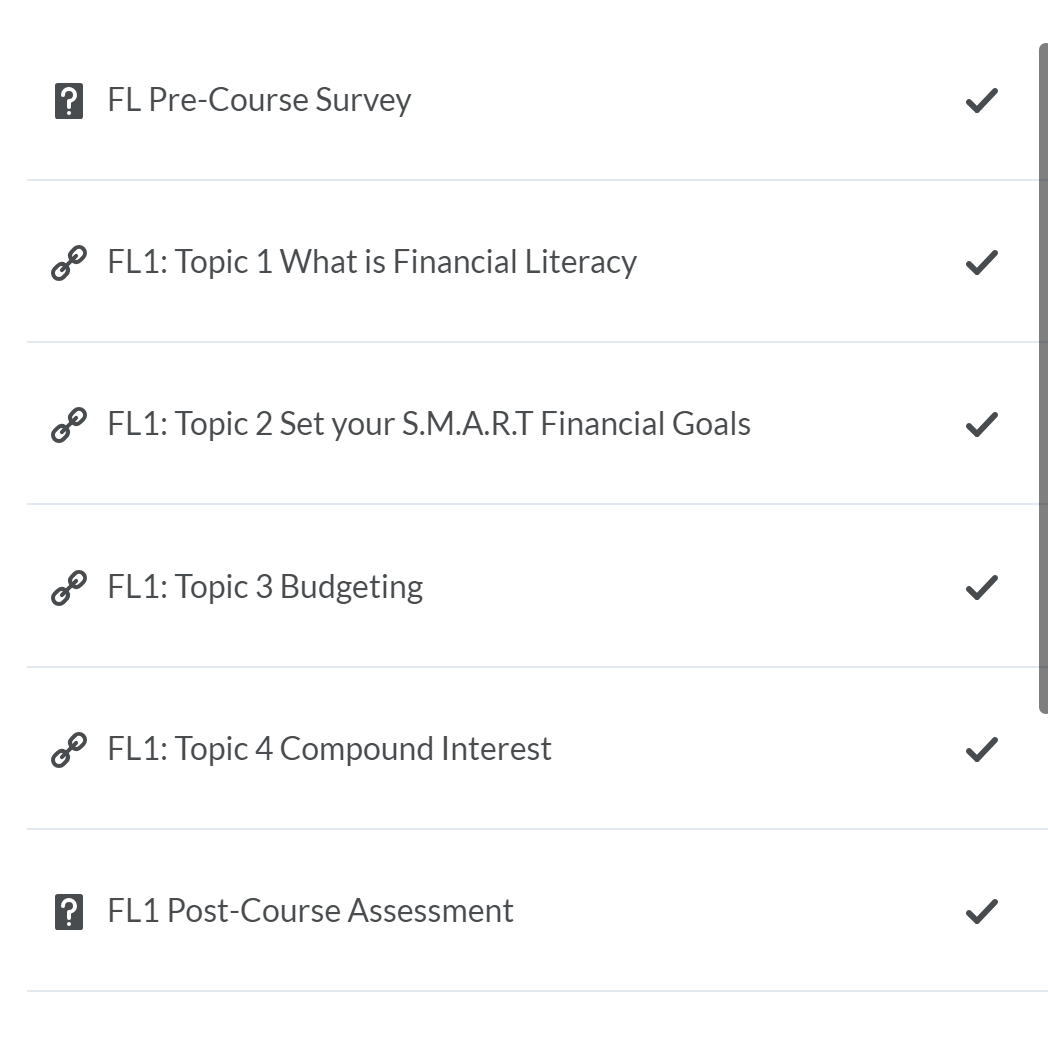 FL Pre-Course Survey
FL1: Topic 1 What is Financial Literacy
FL1: Topic 2 Set your S.M.A.R.T Financial Goals
FL1: Topic 3 Budgeting
FL1: Topic 4 Compound Interest
FL1 Post-Course Assessment